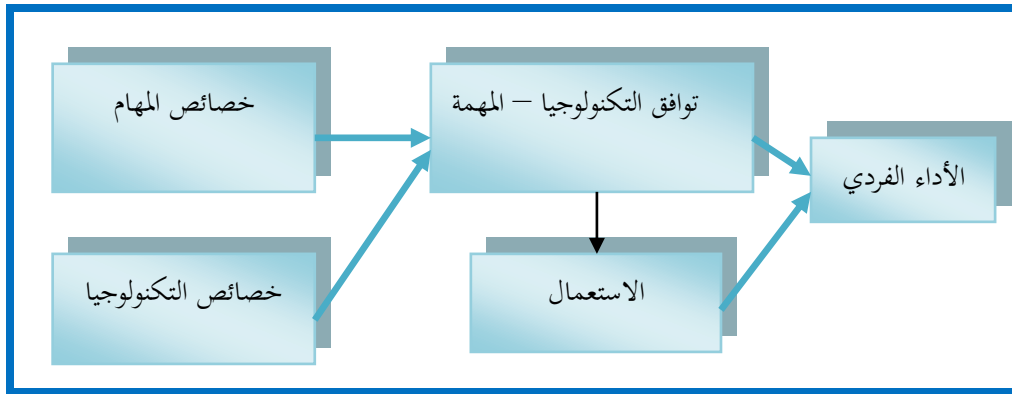 خصائص المهام
توافق التكنولوجيا – المهمة
الأداء الفردي
خصائص التكنولوجيا
الاستعمال